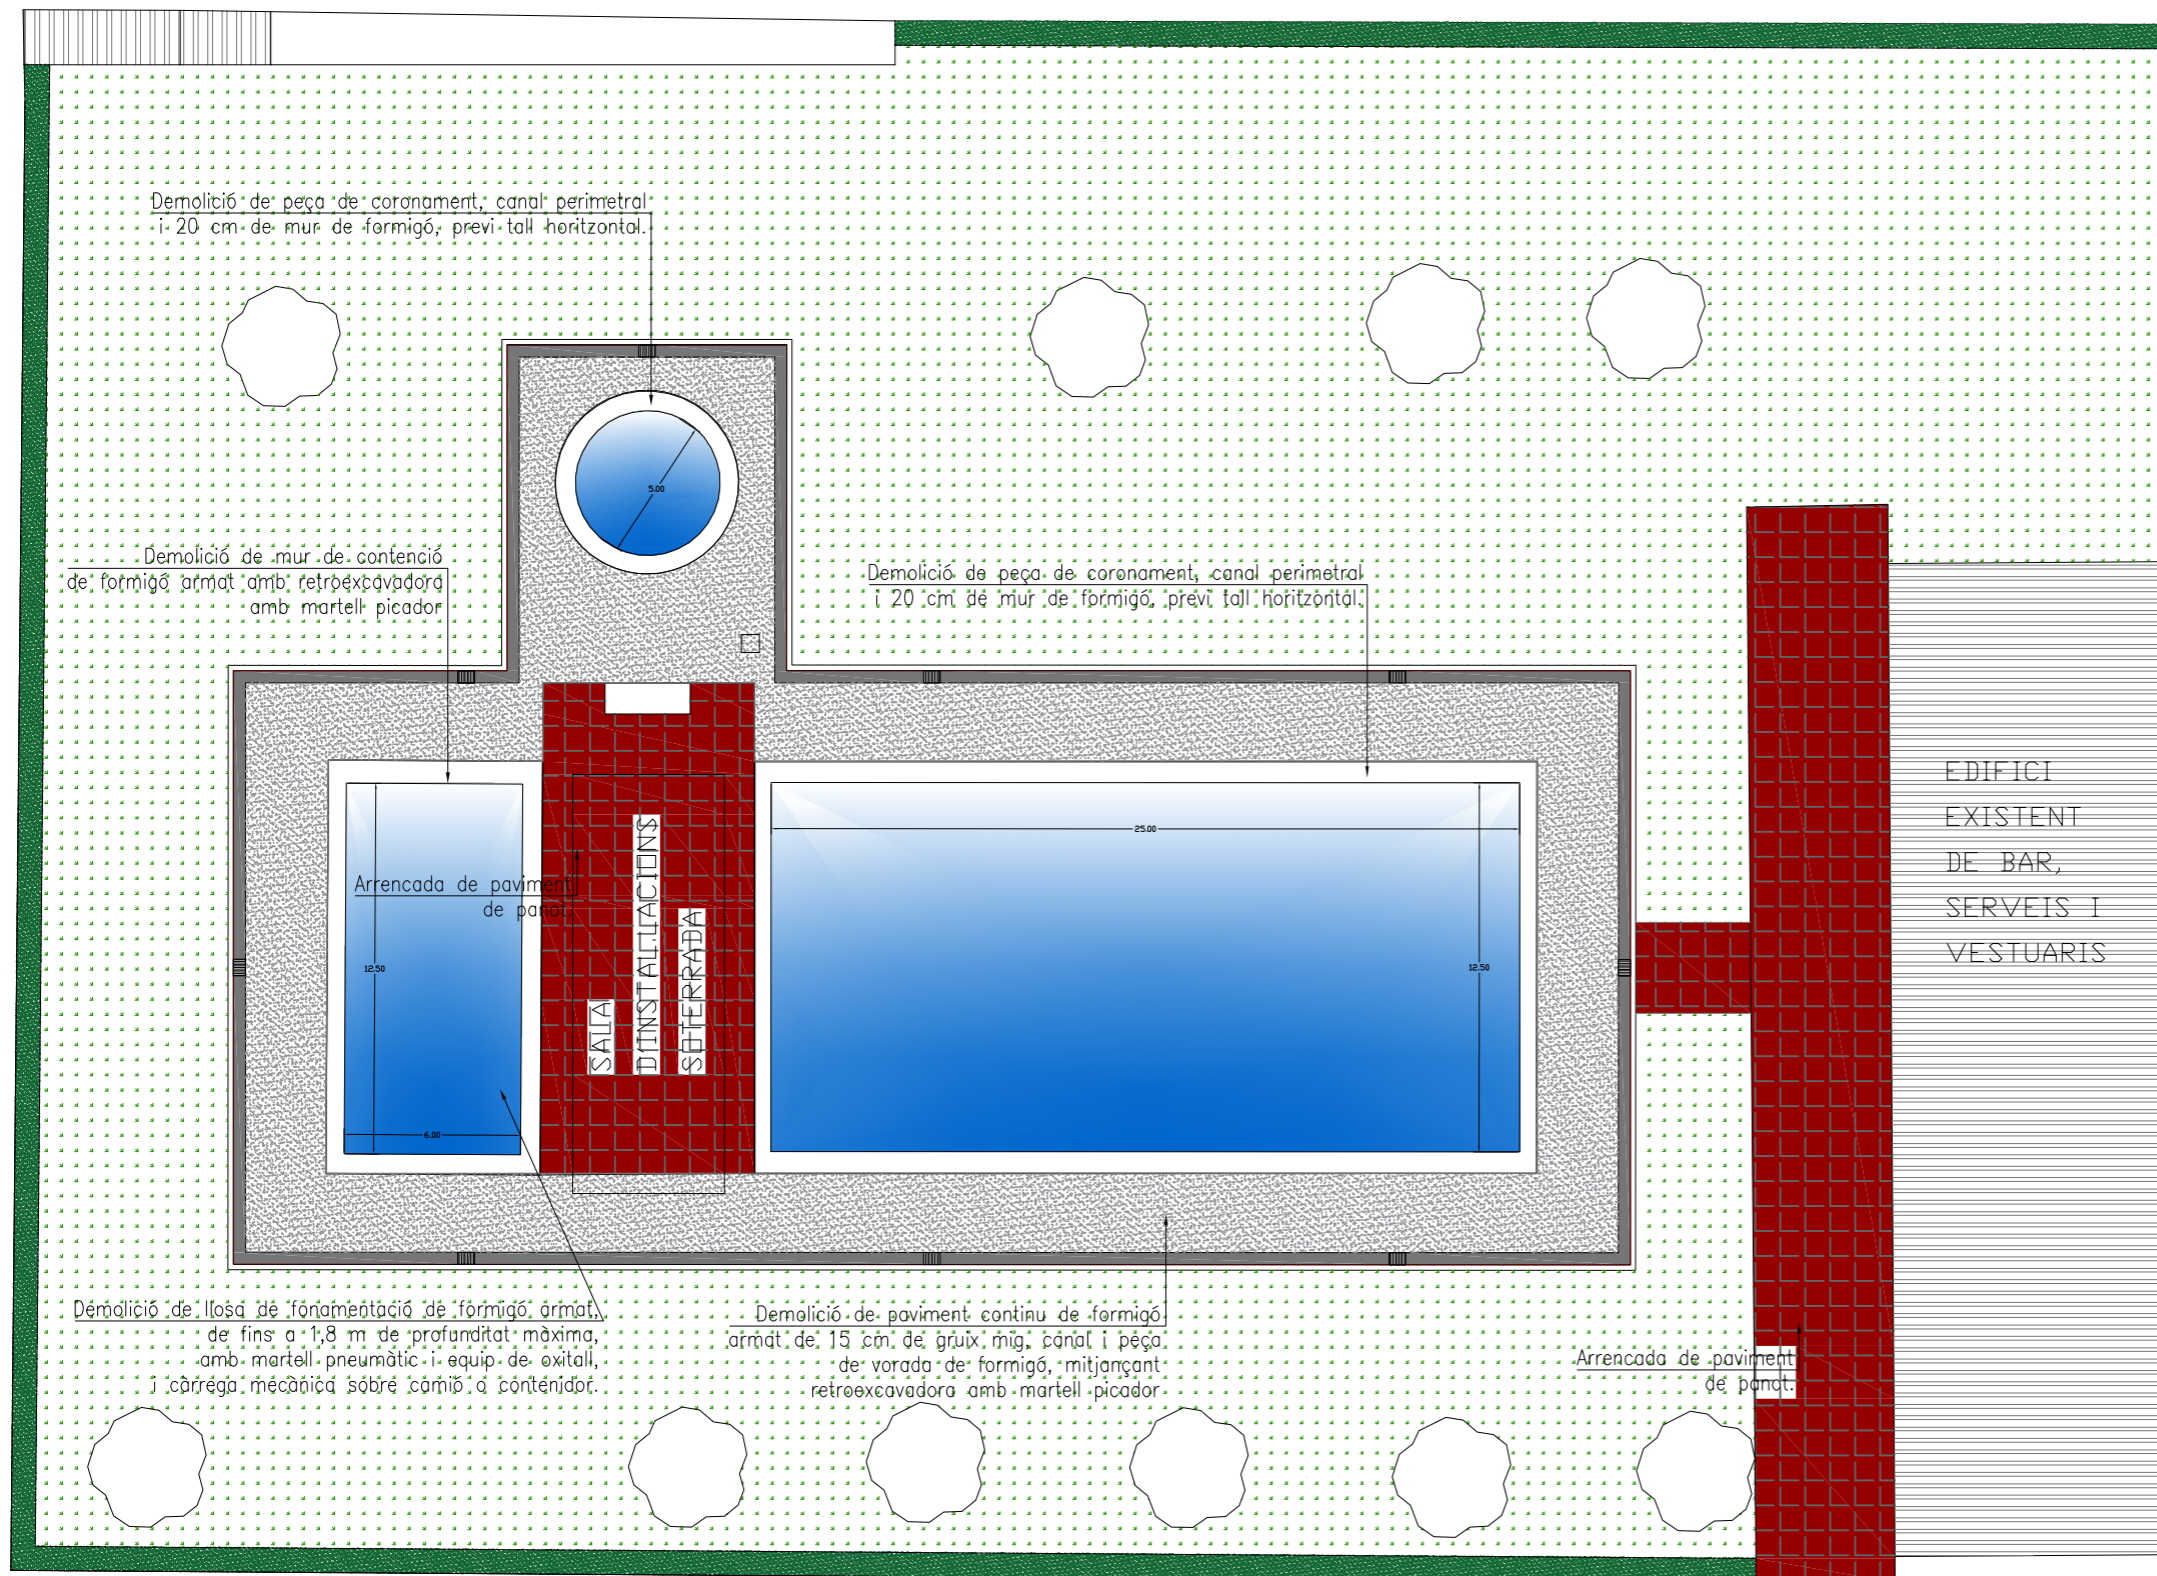 Demolició de peça de coronament, canal perimetral
i 20 cm de mur de formigó, previ tall horitzontal.
5.00
Demolició de mur de contenció
de formigó armat amb retroexcavadora
amb martell picador
Demolició de peça de coronament, canal perimetral
i 20 cm de mur de formigó, previ tall horitzontal.
EDIFICI
EXISTENT
DE BAR,
SERVEIS I
VESTUARIS
25.00
Arrencada de paviment
de panot.
SALA
D'INSTAL.LACIONS
SOTERRADA
12.50
12.50
6.00
Demolició de llosa de fonamentació de formigó armat,
de fins a 1,8 m de profunditat màxima,
amb martell pneumàtic i equip de oxitall,
i càrrega mecànica sobre camió o contenidor.
Demolició de paviment continu de formigó
armat de 15 cm de gruix mig, canal i peça
de vorada de formigó, mitjançant
retroexcavadora amb martell picador
Arrencada de paviment
de panot.